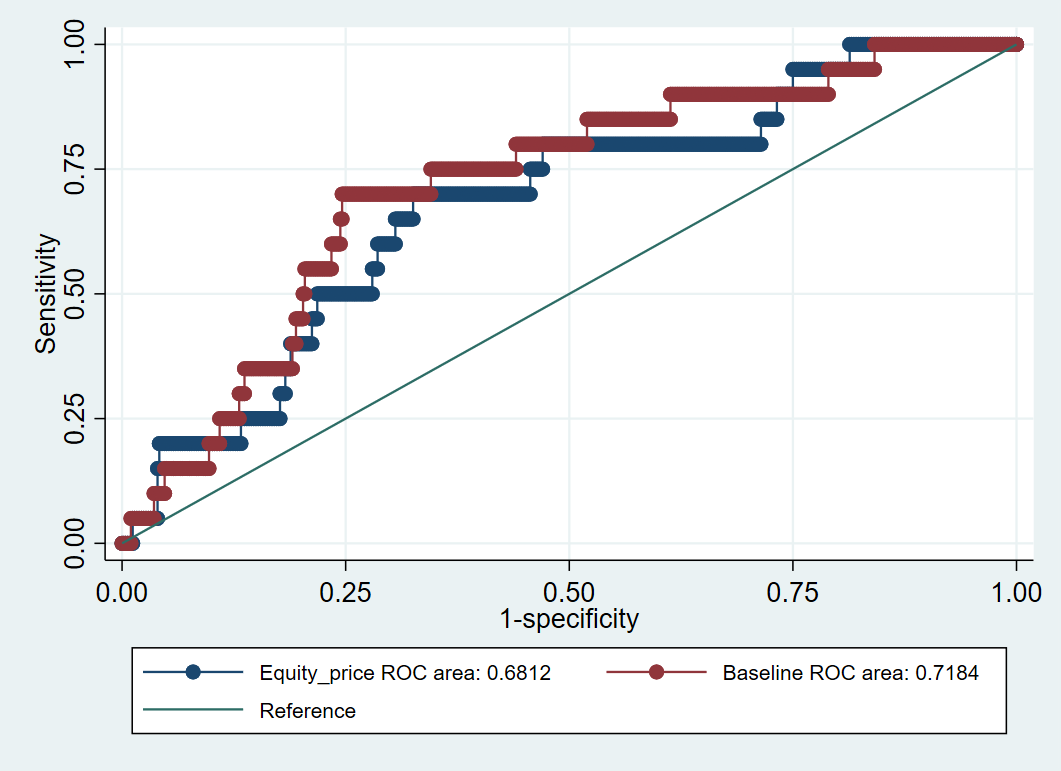 1.00
0.75
0.50
0.25
0.00
Sensitivity
0.00 0.25 0.50 0.75 1.00
1-specificity
Equity_price ROC area: 0.6812 Baseline ROC area: 0.7184
Reference